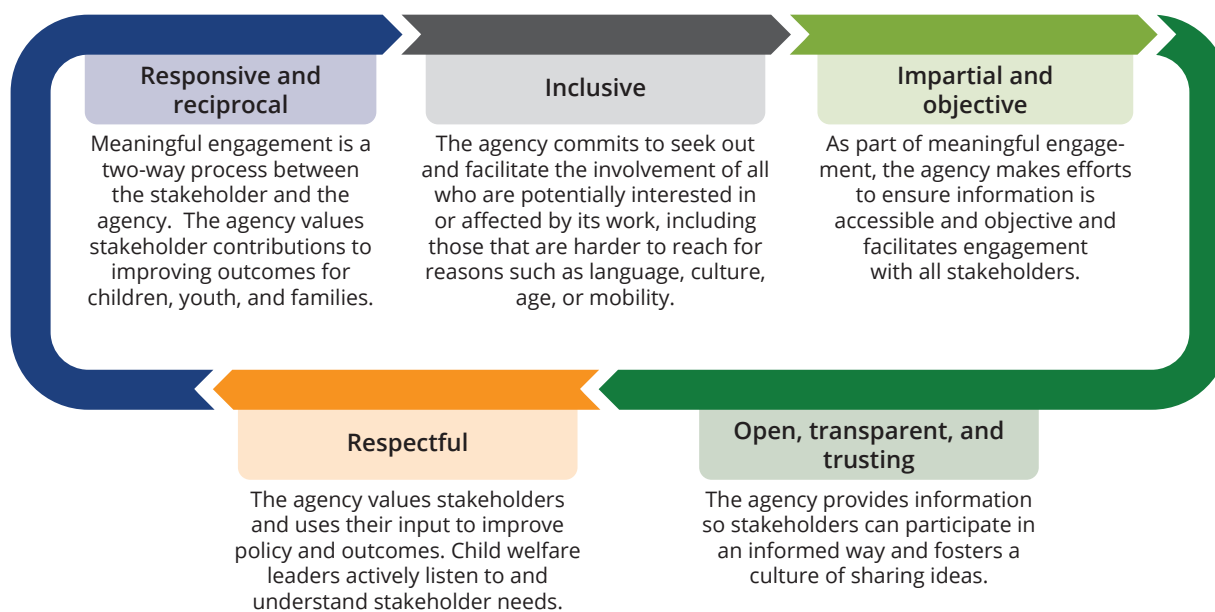 Responsive and
reciprocal
Meaningful engagement is a
two-way process between
the stakeholder and the
agency.  The agency values
stakeholder contributions to
improving outcomes for
children, youth, and families.
Inclusive
The agency commits to seek out
and facilitate the involvement of all
who are potentially interested in
or affected by its work, including
those that are harder to reach for
reasons such as language, culture,
age, or mobility.
Impartial and
objective
As part of meaningful engage-
ment, the agency makes efforts
to ensure information is
accessible and objective and
facilitates engagement
with all stakeholders.
Respectful
The agency values stakeholders
and uses their input to improve
policy and outcomes. Child welfare
leaders actively listen to and
understand stakeholder needs.
Open, transparent, and
trusting
The agency provides information
so stakeholders can participate in
an informed way and fosters a
culture of sharing ideas.